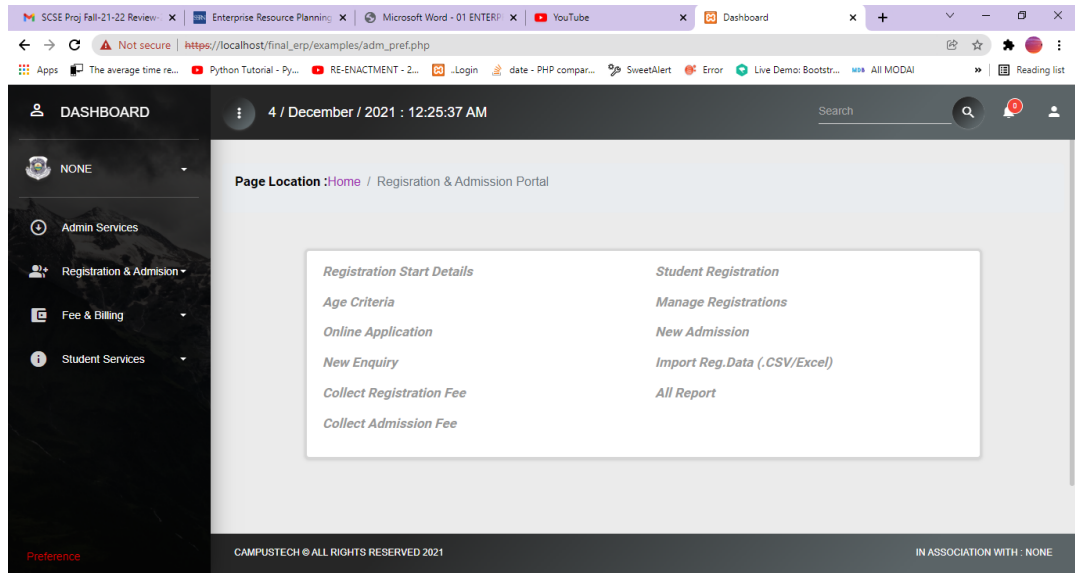 SCSE Proj Fall-21-22 Review- Enterprise Resource Planning Microsoft Word - 01 ENTERP YouTube Dashboard
Not secure | https://localhost/final_erp/examples/adm_pref.php
Apps The average time re... Python Tutorial - Py... RE-ENACTMENT - 2... ..Login date - PHP compar... SweetAlert Error Live Demo: Bootstr... All MODAl » Reading list
DASHBOARD 4 / December / 2021 : 12:25:37 AM Search 0
NONE
Page Location :Home / Regisration & Admission Portal
Admin Services
Registration & Admision
Fee & Billing
Student Services
Registration Start Details Student Registration
Age Criteria Manage Registrations
Online Application New Admission
New Enquiry Import Reg.Data (.CSV/Excel)
Collect Registration Fee All Report
Collect Admission Fee
Preference
CAMPUSTECH © ALL RIGHTS RESERVED 2021 IN ASSOCIATION WITH : NONE